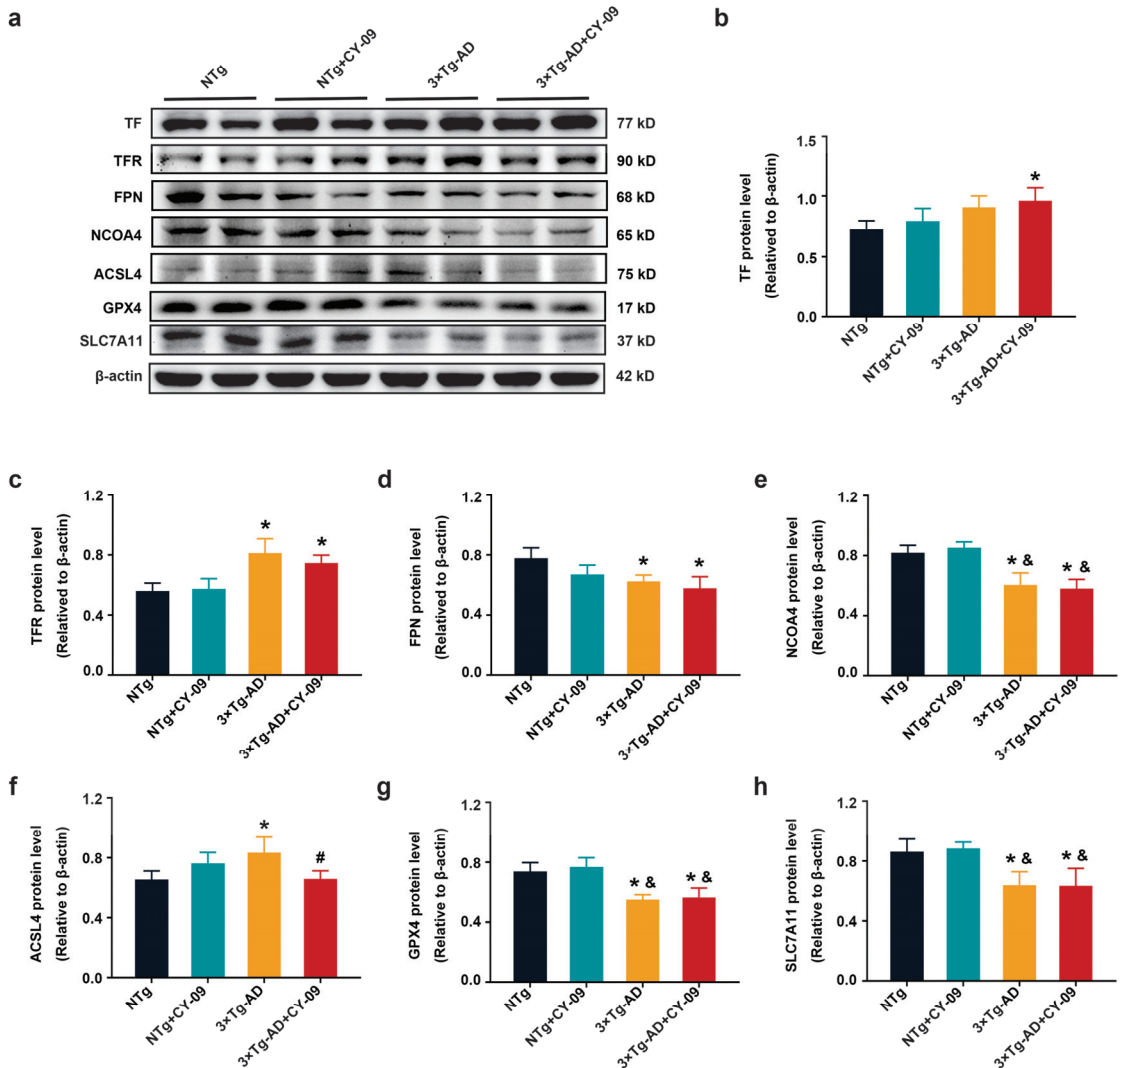 a
NTg
NTg+CY-09
3×Tg-AD
3×Tg-AD+CY-09
TF
77 kD
TFR
90 kD
FPN
68 kD
NCOA4
65 kD
ACSL4
75 kD
GPX4
17 kD
SLC7A11
37 kD
β-actin
42 kD
b
TF protein level
(Relatived to β-actin)
1.5
1.0
0.5
0.0
*
NTg
NTg+CY-09
3×Tg-AD
3×Tg-AD+CY-09
c
TFR protein level
(Relatived to β-actin)
1.2
0.8
0.4
0.0
*
*
NTg
NTg+CY-09
3×Tg-AD
3×Tg-AD+CY-09
d
FPN protein level
(Relatived to β-actin)
1.2
0.8
0.4
0.0
*
*
NTg
NTg+CY-09
3×Tg-AD
3×Tg-AD+CY-09
e
NCOA4 protein level
(Relative to β-actin)
1.2
0.8
0.4
0.0
* &
* &
NTg
NTg+CY-09
3×Tg-AD
3×Tg-AD+CY-09
f
ACSL4 protein level
(Relative to β-actin)
1.2
0.8
0.4
0.0
*
#
NTg
NTg+CY-09
3×Tg-AD
3×Tg-AD+CY-09
g
GPX4 protein level
(Relative to β-actin)
1.2
0.8
0.4
0.0
* &
* &
NTg
NTg+CY-09
3×Tg-AD
3×Tg-AD+CY-09
h
SLC7A11 protein level
(Relative to β-actin)
1.2
0.8
0.4
0.0
* &
* &
NTg
NTg+CY-09
3×Tg-AD
3×Tg-AD+CY-09